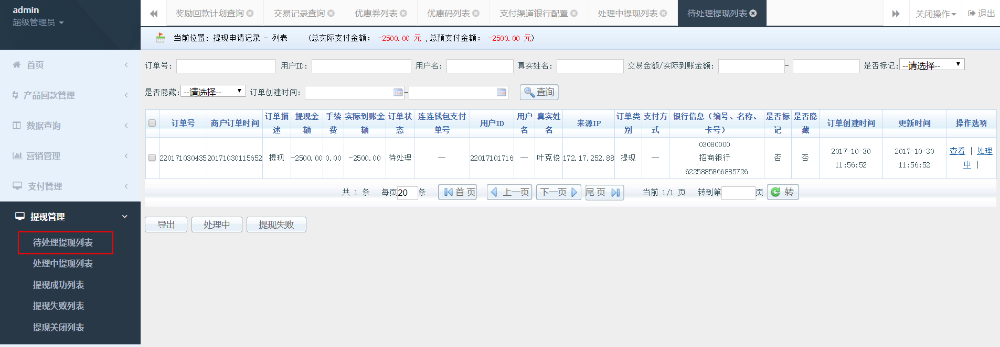 admin
超级管理员
首页
产品回款管理
数据查询
营销管理
支付管理
提现管理
待处理提现列表
处理中提现列表
提现成功列表
提现失败列表
提现关闭列表
奖励回款计划查询 交易记录查询 优惠券列表 优惠码列表 支付渠道银行配置 处理中提现列表 待处理提现列表 关闭操作 退出
当前位置: 提现申请记录 - 列表 (总实际支付金额: -2500.00 元 ,总预支付金额: -2500.00 元)
订单号: 用户ID: 用户名: 真实姓名: 交易金额/实际到账金额: - 是否标记: --请选择--
是否隐藏: --请选择-- 订单创建时间: - 查询
订单号 商户订单时间 订单描述 提现金额 手续费 实际到账金额 订单状态 连连钱包支付单号 用户ID 用户名 真实姓名 来源IP 订单类别 支付方式 银行信息（编号、名称、卡号） 是否标记 是否隐藏 订单创建时间 更新时间 操作选项
220171030435 20171030115652 提现 -2500.00 0.00 -2500.00 待处理 — 22017101716 — 叶克俊 172.17.252.88 提现 — 03080000 招商银行 6225885866885726 否 否 2017-10-30 11:56:52 2017-10-30 11:56:52 查看 | 处理中 |
共 1 条 每页 20 条 首页 上一页 下一页 尾页 当前 1/1 页 转到第 页 转
导出 处理中 提现失败